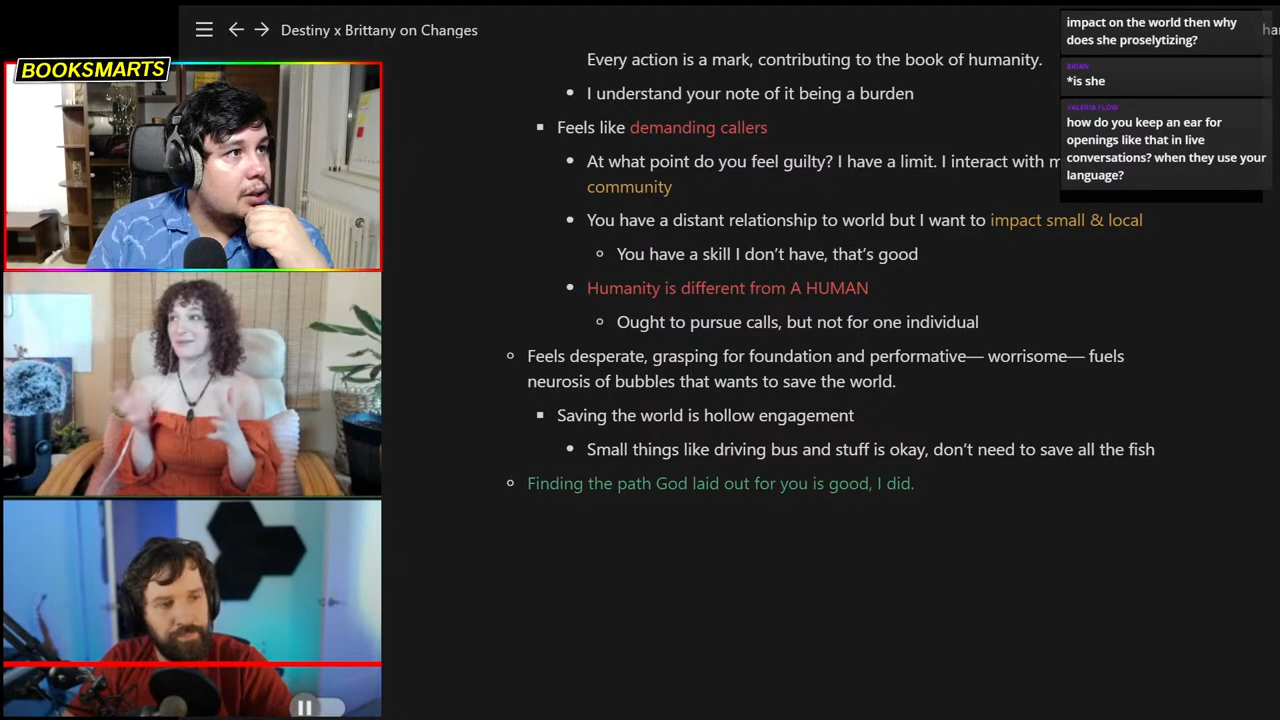 Destiny x Brittany on Changes
BOOKSMARTS
Every action is a mark, contributing to the book of humanity.
• I understand your note of it being a burden
▪ Feels like demanding callers
• At what point do you feel guilty? I have a limit. I interact with
community
• You have a distant relationship to world but I want to impact small & local
◦ You have a skill I don’t have, that’s good
• Humanity is different from A HUMAN
◦ Ought to pursue calls, but not for one individual
◦ Feels desperate, grasping for foundation and performative— worrisome— fuels
neurosis of bubbles that wants to save the world.
▪ Saving the world is hollow engagement
• Small things like driving bus and stuff is okay, don’t need to save all the fish
◦ Finding the path God laid out for you is good, I did.
impact on the world then why
does she proselytizing?
BRIAN
*is she
VALERIA FLOW
how do you keep an ear for
openings like that in live
conversations? when they use your
language?